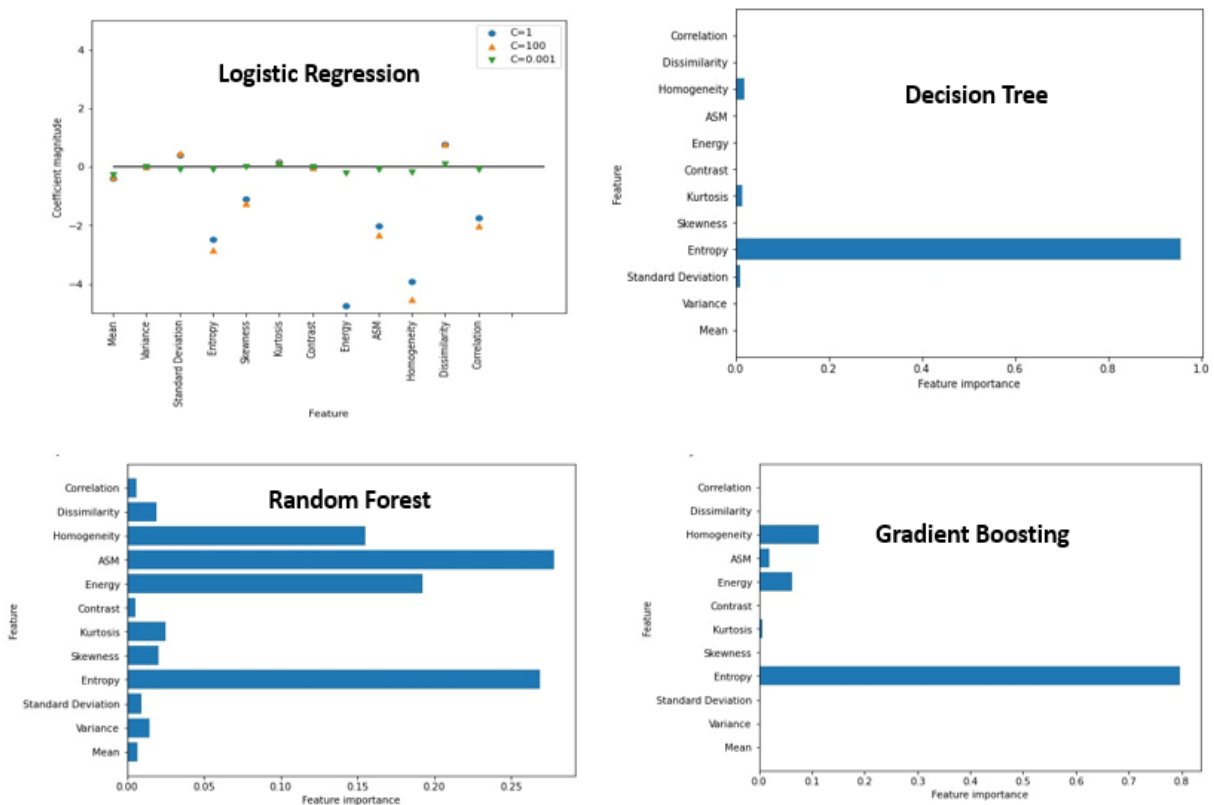 Logistic Regression
C=1
C=100
C=0.001
4
2
0
−2
−4
Coefficient magnitude
Mean
Variance
Standard Deviation
Entropy
Skewness
Kurtosis
Contrast
Energy
ASM
Homogeneity
Dissimilarity
Correlation
Feature
Decision Tree
Correlation
Dissimilarity
Homogeneity
ASM
Energy
Contrast
Kurtosis
Skewness
Entropy
Standard Deviation
Variance
Mean
Feature
0.0 0.2 0.4 0.6 0.8 1.0
Feature importance
Random Forest
Correlation
Dissimilarity
Homogeneity
ASM
Energy
Contrast
Kurtosis
Skewness
Entropy
Standard Deviation
Variance
Mean
Feature
0.00 0.05 0.10 0.15 0.20 0.25
Feature importance
Gradient Boosting
Correlation
Dissimilarity
Homogeneity
ASM
Energy
Contrast
Kurtosis
Skewness
Entropy
Standard Deviation
Variance
Mean
Feature
0.0 0.1 0.2 0.3 0.4 0.5 0.6 0.7 0.8
Feature importance